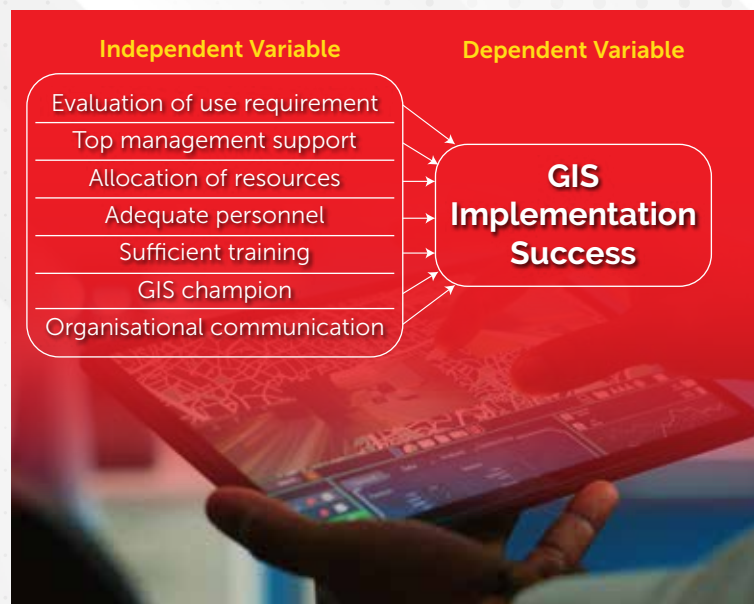 Independent Variable
Dependent Variable
Evaluation of use requirement
Top management support
Allocation of resources
Adequate personnel
Sufficient training
GIS champion
Organisational communication
GIS
Implementation
Success